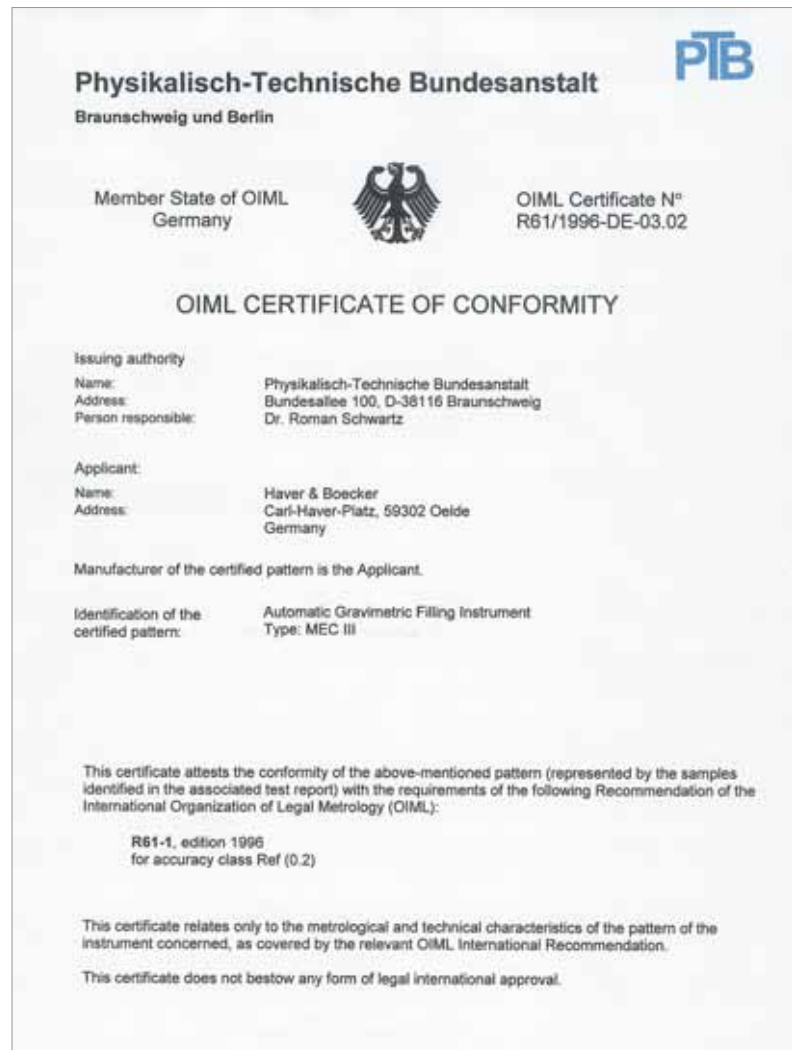 PTB
Physikalisch-Technische Bundesanstalt
Braunschweig und Berlin
Member State of OIML
Germany
OIML Certificate Nº
R61/1996-DE-03.02
OIML CERTIFICATE OF CONFORMITY
Issuing authority
Name: Physikalisch-Technische Bundesanstalt
Address: Bundesallee 100, D-38116 Braunschweig
Person responsible: Dr. Roman Schwartz
Applicant:
Name: Haver & Boecker
Address: Carl-Haver-Platz, 59302 Oelde
Germany
Manufacturer of the certified pattern is the Applicant.
Identification of the Automatic Gravimetric Filling Instrument
certified pattern: Type: MEC III
This certificate attests the conformity of the above-mentioned pattern (represented by the samples
identified in the associated test report) with the requirements of the following Recommendation of the
International Organization of Legal Metrology (OIML):
R61-1, edition 1996
for accuracy class Ref (0.2)
This certificate relates only to the metrological and technical characteristics of the pattern of the
instrument concerned, as covered by the relevant OIML International Recommendation.
This certificate does not bestow any form of legal international approval.